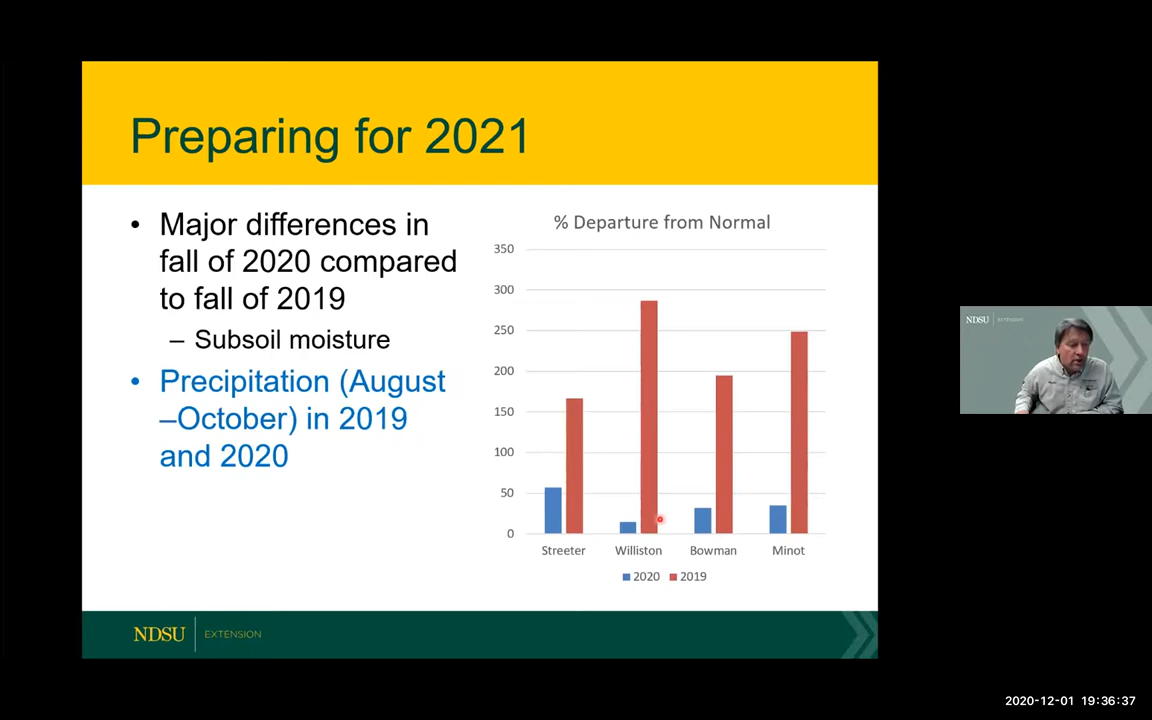 Preparing for 2021
• Major differences in
fall of 2020 compared
to fall of 2019
– Subsoil moisture
• Precipitation (August
–October) in 2019
and 2020
% Departure from Normal
350
300
250
200
150
100
50
0
Streeter Williston Bowman Minot
2020 2019
NDSU EXTENSION
NDSU EXTENSION
2020-12-01 19:36:37